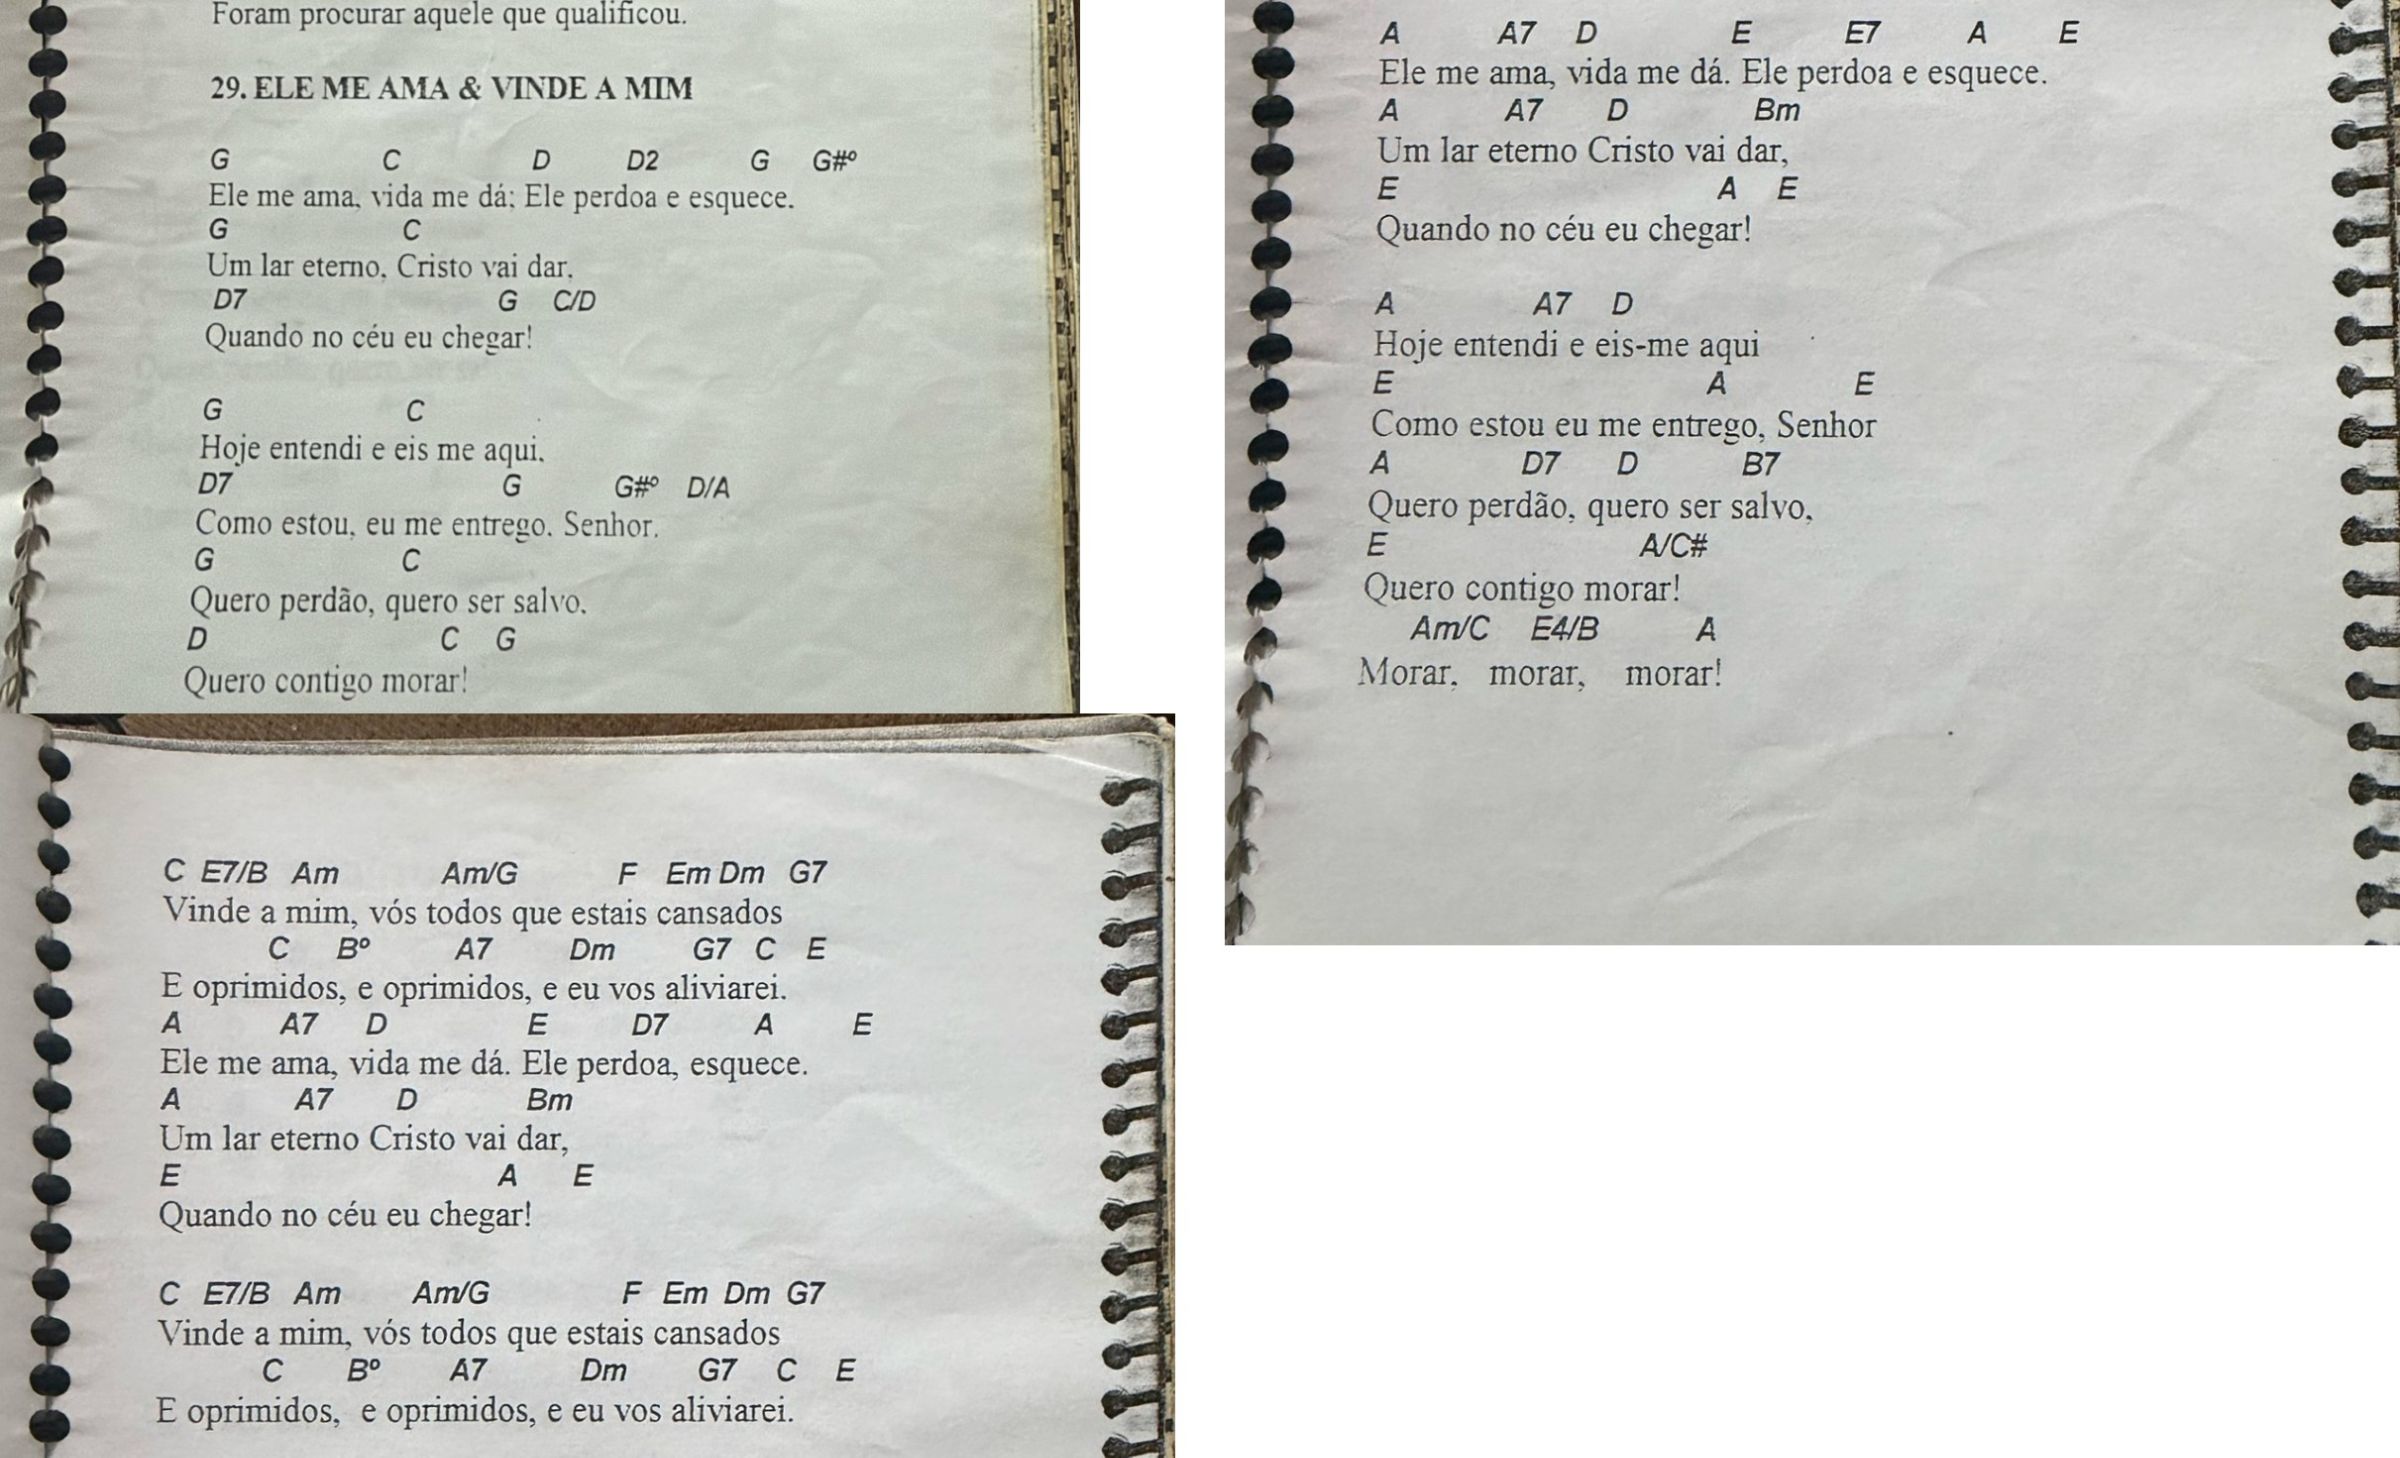 Foram procurar aquele que qualificou.
29. ELE ME AMA & VINDE A MIM
G C D D2 G G#º
Ele me ama, vida me dá; Ele perdoa e esquece.
G C
Um lar eterno, Cristo vai dar.
D7 G C/D
Quando no céu eu chegar!
G C
Hoje entendi e eis me aqui.
D7 G G#º D/A
Como estou, eu me entrego, Senhor.
G C
Quero perdão, quero ser salvo.
D C G
Quero contigo morar!
C E7/B Am Am/G F Em Dm G7
Vinde a mim, vós todos que estais cansados
C Bº A7 Dm G7 C E
E oprimidos, e oprimidos, e eu vos aliviarei.
A A7 D E D7 A E
Ele me ama, vida me dá. Ele perdoa, esquece.
A A7 D Bm
Um lar eterno Cristo vai dar,
E A E
Quando no céu eu chegar!
C E7/B Am Am/G F Em Dm G7
Vinde a mim, vós todos que estais cansados
C Bº A7 Dm G7 C E
E oprimidos, e oprimidos, e eu vos aliviarei.
A A7 D E E7 A E
Ele me ama, vida me dá. Ele perdoa e esquece.
A A7 D Bm
Um lar eterno Cristo vai dar,
E A E
Quando no céu eu chegar!
A A7 D
Hoje entendi e eis-me aqui
E A E
Como estou eu me entrego, Senhor
A D7 D B7
Quero perdão, quero ser salvo,
E A/C#
Quero contigo morar!
Am/C E4/B A
Morar, morar, morar!